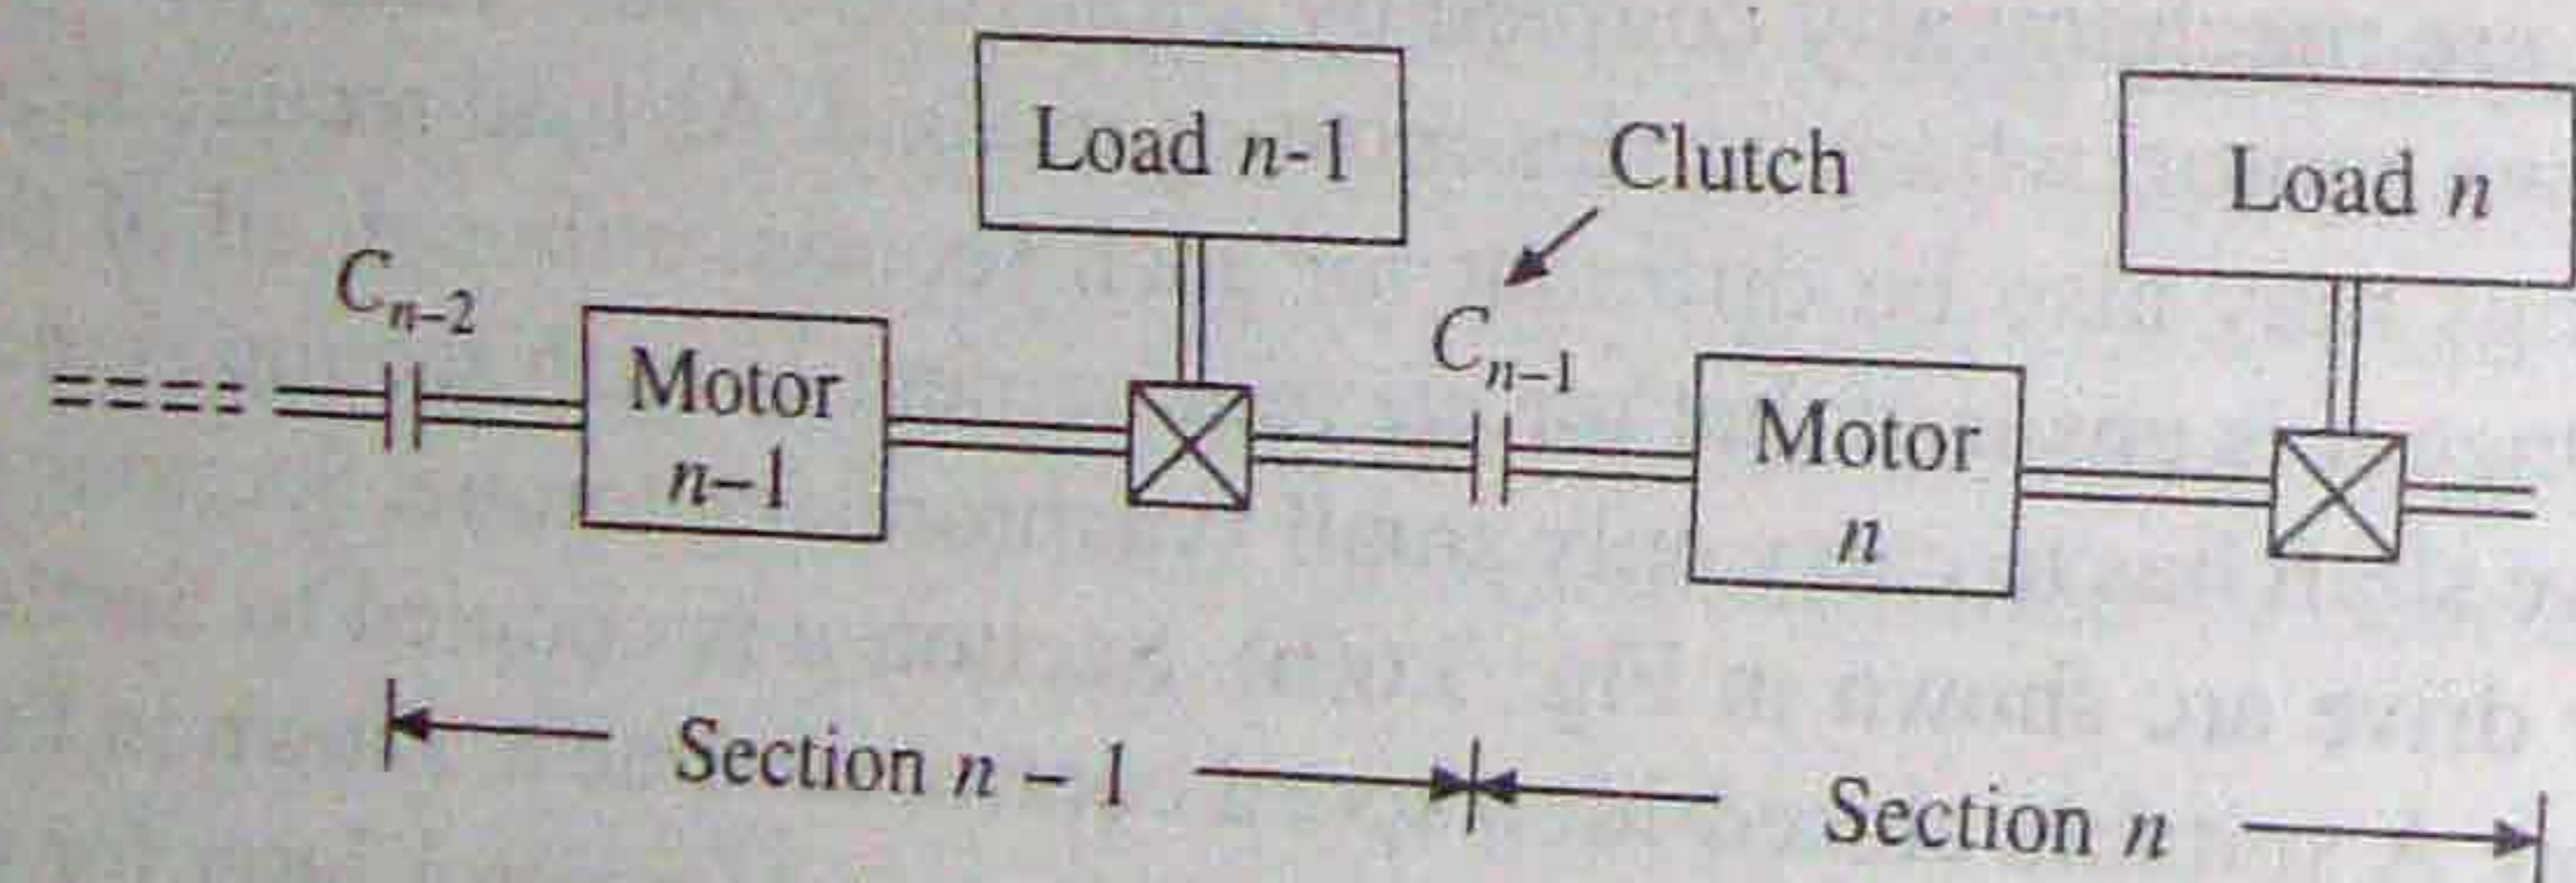 Load n-1
Clutch
Load n
C_{n-2}
Motor
n-1
C_{n-1}
Motor
n
Section n - 1
Section n